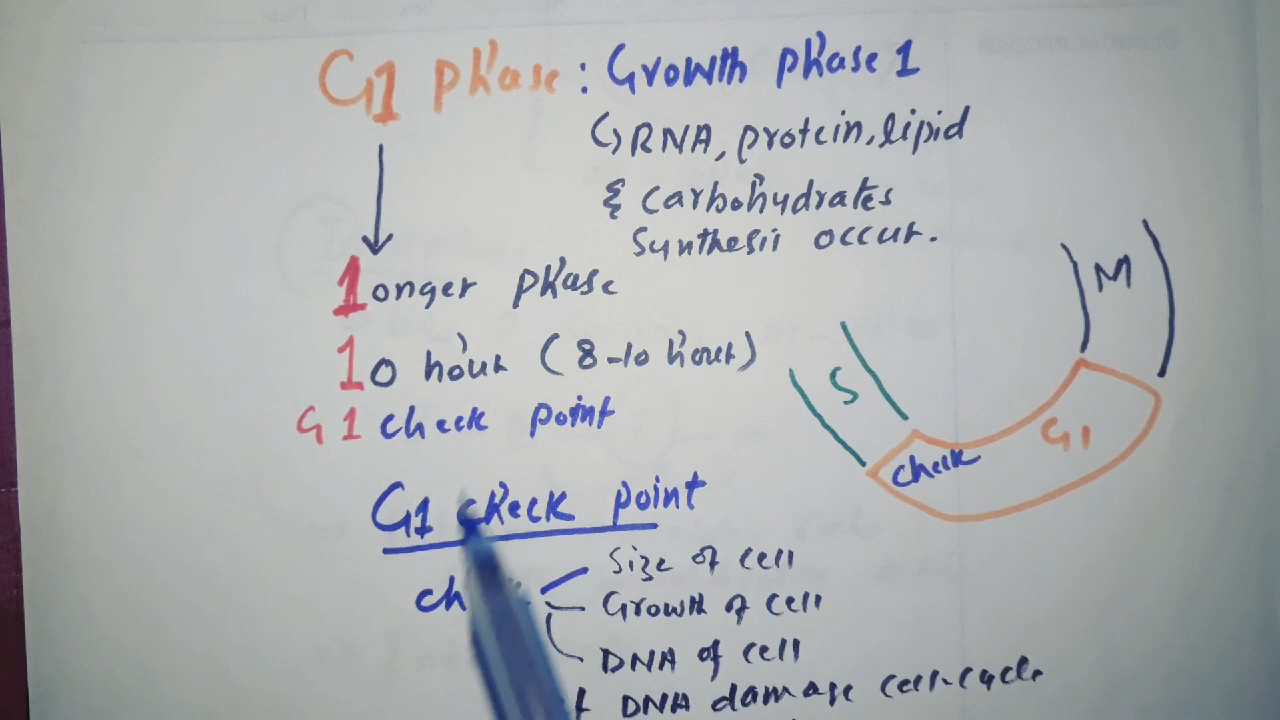 G1 phase : Growth phase 1
↳ RNA, protein, lipid
& carbohydrates
synthesis occur.
1onger phase
10 hour (8-10 hour)
G1 check point
M
S
G1
check
G1 check point
Size of cell
Growth of cell
DNA of cell
DNA damage cell-cycle